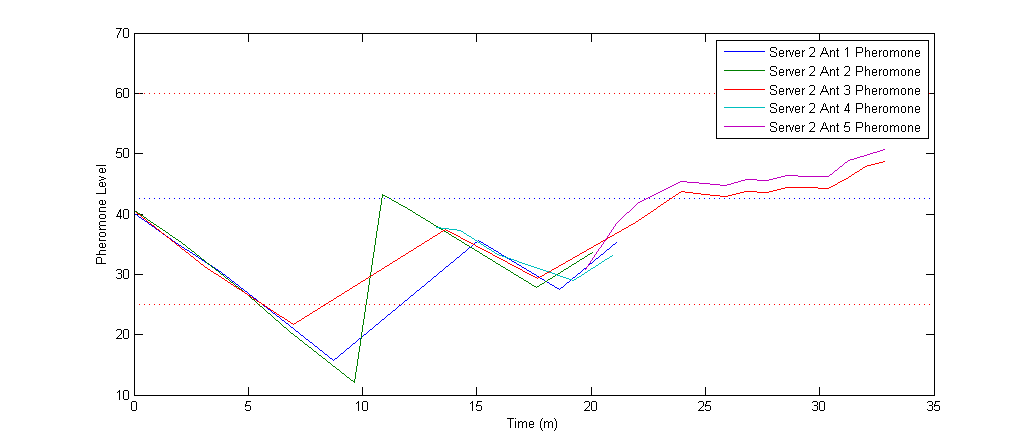 70
60
50
40
30
20
10
Pheromone Level
Server 2 Ant 1 Pheromone
Server 2 Ant 2 Pheromone
Server 2 Ant 3 Pheromone
Server 2 Ant 4 Pheromone
Server 2 Ant 5 Pheromone
0 5 10 15 20 25 30 35
Time (m)